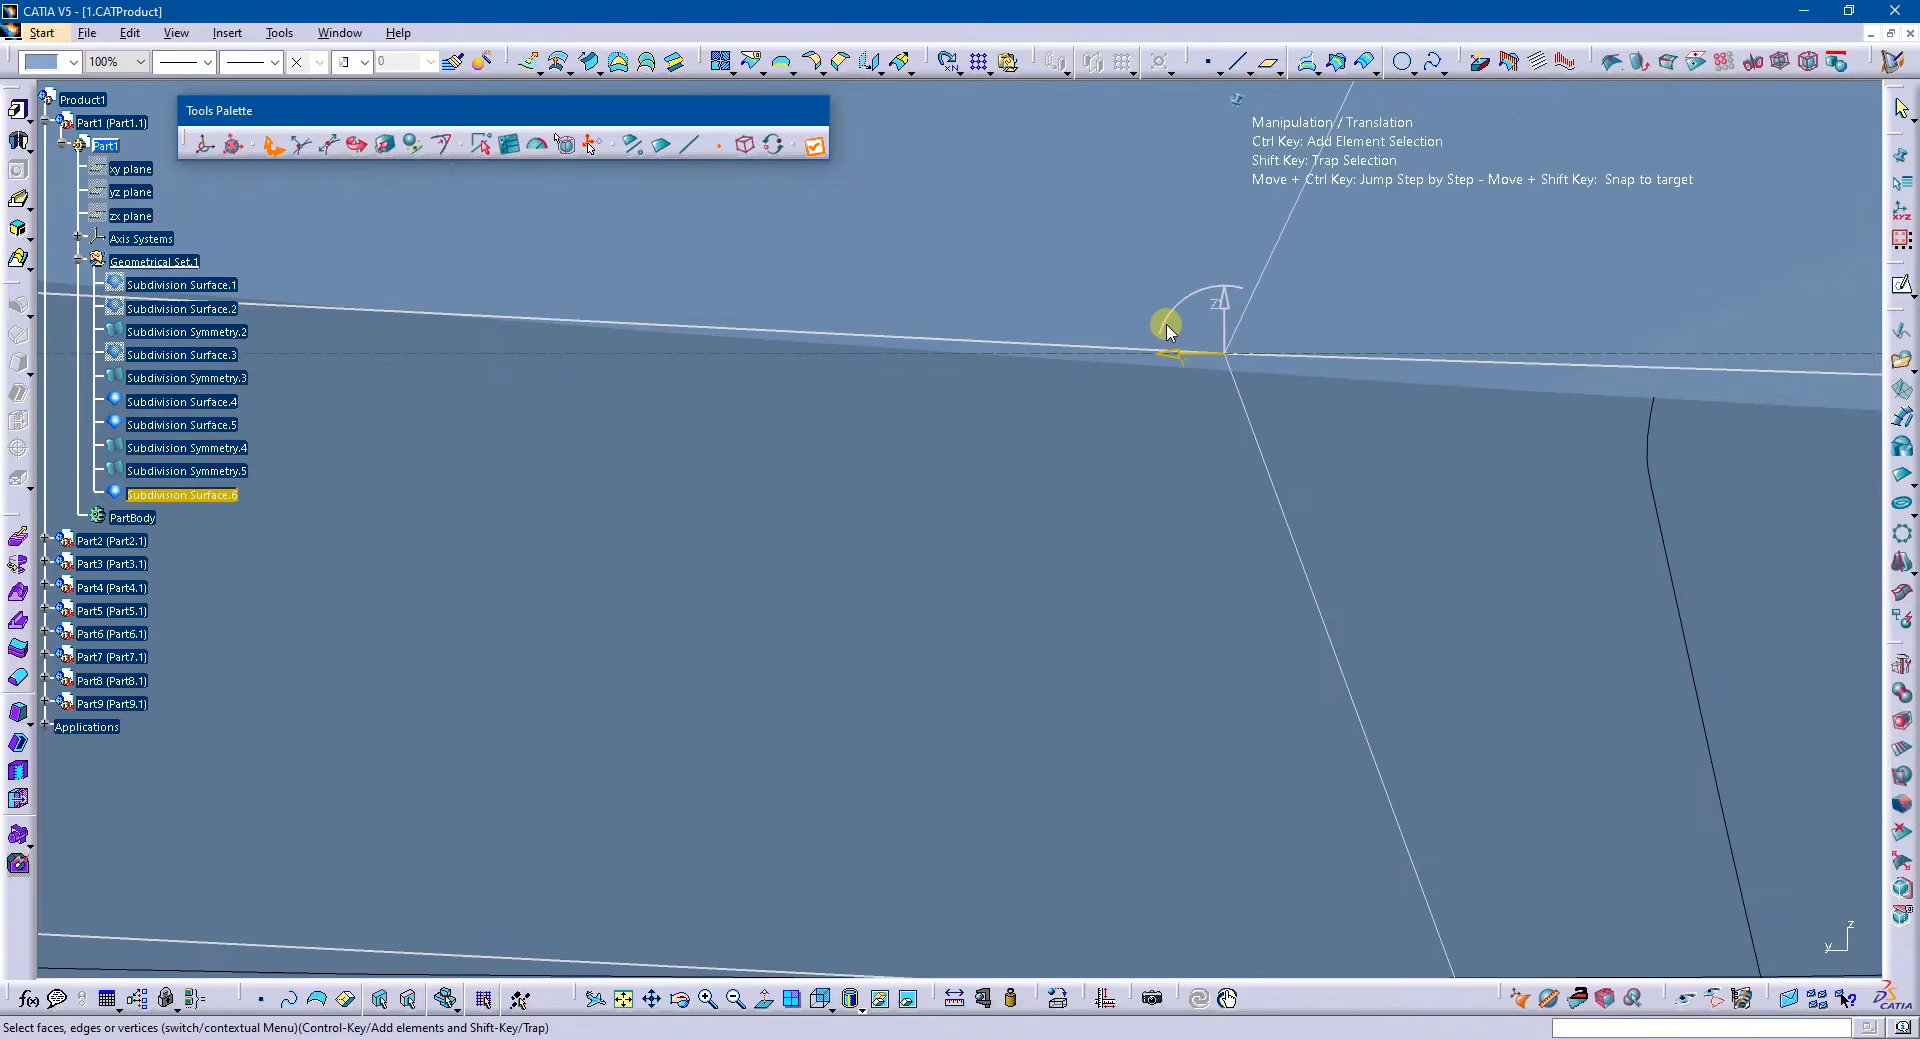 CATIA V5 - [1.CATProduct]
Start File Edit View Insert Tools Window Help
100% 0
Product1
Part1 (Part1.1)
Part1
xy plane
yz plane
zx plane
Axis Systems
Geometrical Set.1
Subdivision Surface.1
Subdivision Surface.2
Subdivision Symmetry.2
Subdivision Surface.3
Subdivision Symmetry.3
Subdivision Surface.4
Subdivision Surface.5
Subdivision Symmetry.4
Subdivision Symmetry.5
Subdivision Surface.6
PartBody
Part2 (Part2.1)
Part3 (Part3.1)
Part4 (Part4.1)
Part5 (Part5.1)
Part6 (Part6.1)
Part7 (Part7.1)
Part8 (Part8.1)
Part9 (Part9.1)
Applications
Tools Palette
Manipulation / Translation
Ctrl Key: Add Element Selection
Shift Key: Trap Selection
Move + Ctrl Key: Jump Step by Step - Move + Shift Key: Snap to target
Z
z
y
f(x)
CATIA
Select faces, edges or vertices (switch/contextual Menu)(Control-Key/Add elements and Shift-Key/Trap)